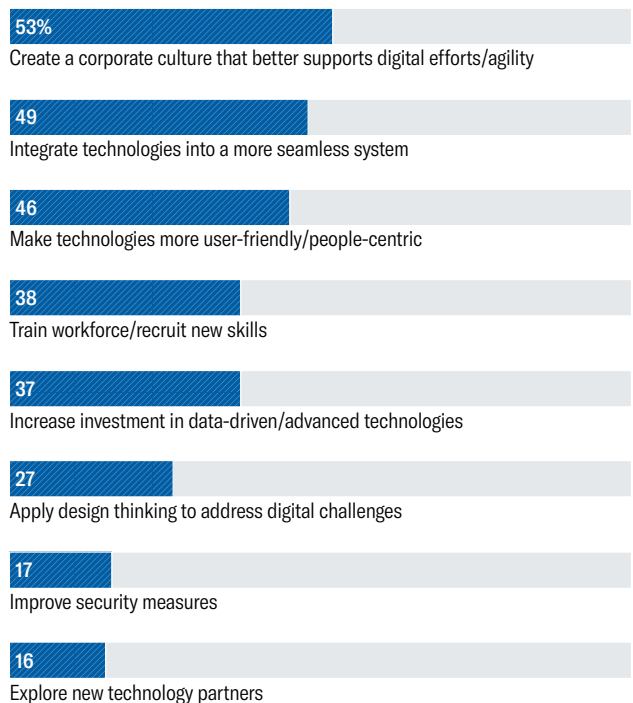 53%
Create a corporate culture that better supports digital efforts/agility
49
Integrate technologies into a more seamless system
46
Make technologies more user-friendly/people-centric
38
Train workforce/recruit new skills
37
Increase investment in data-driven/advanced technologies
27
Apply design thinking to address digital challenges
17
Improve security measures
16
Explore new technology partners